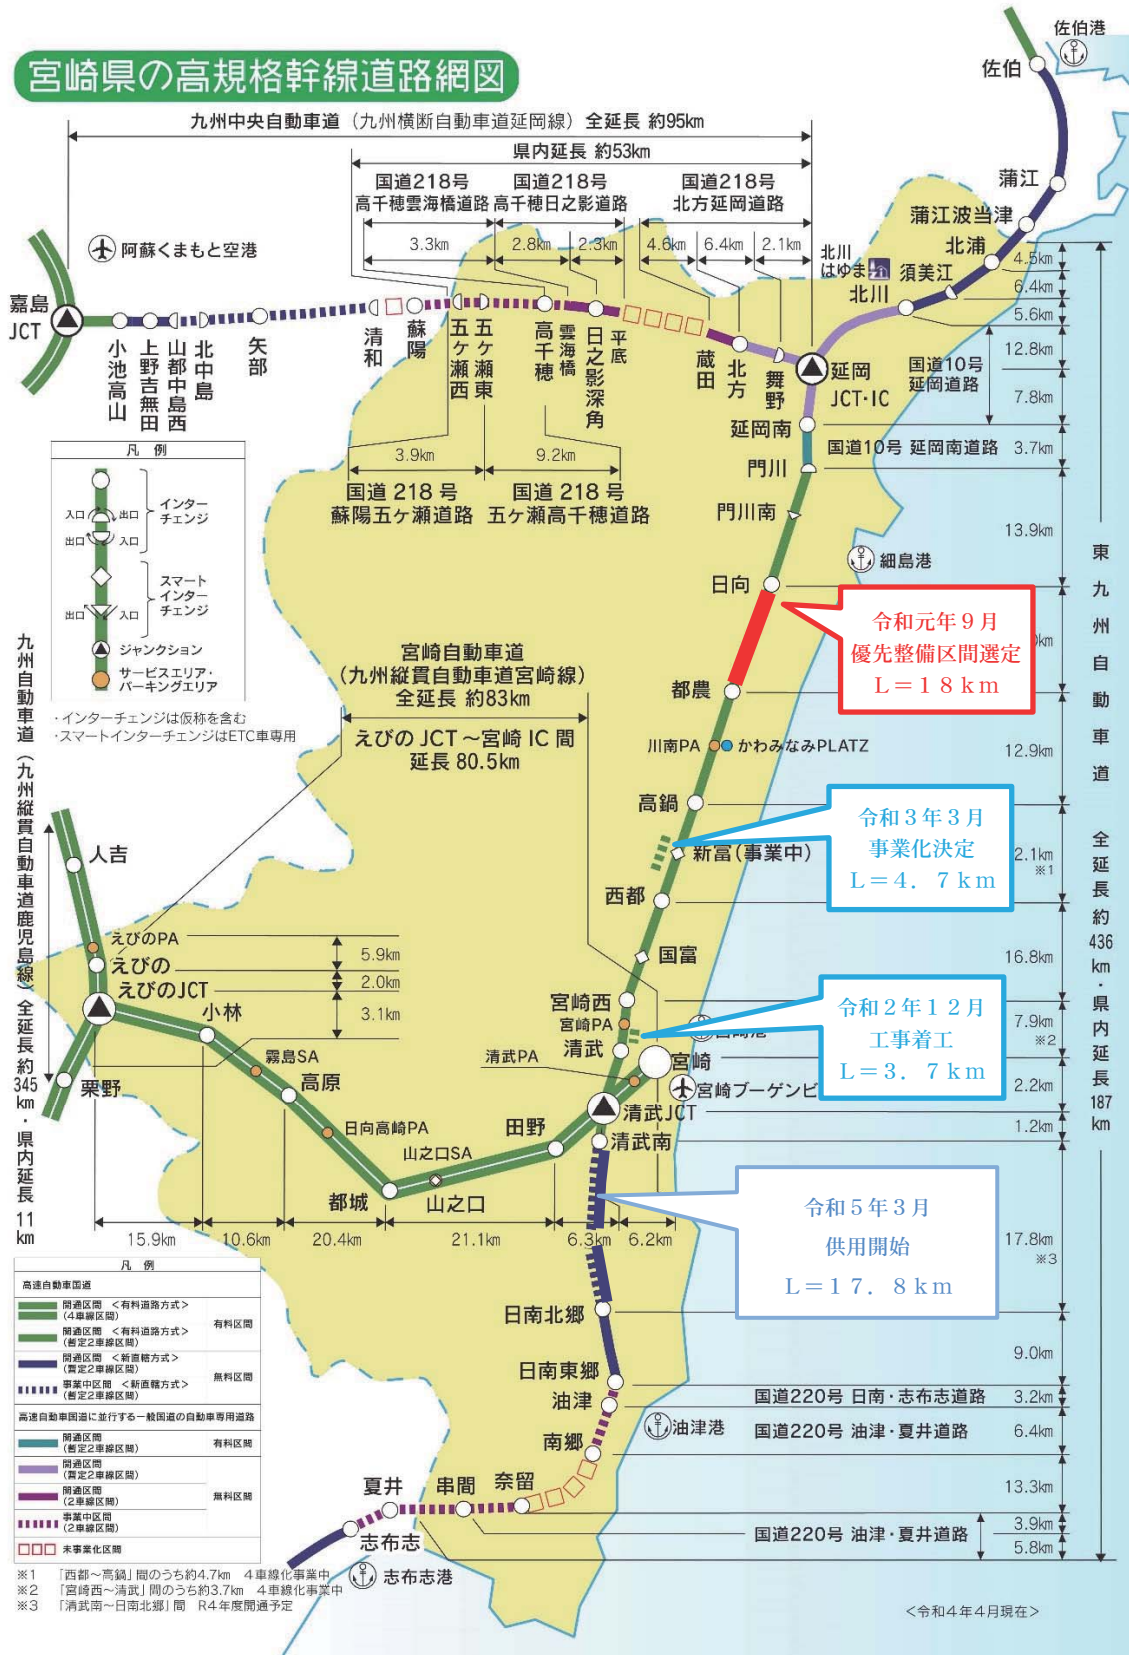 宮崎県の高規格幹線道路網図
佐伯港
佐伯
九州中央自動車道（九州横断自動車道延岡線）全延長 約95km
県内延長 約53km
国道218号
高千穂雲海橋道路
国道218号
高千穂日之影道路
国道218号
北方延岡道路
3.3km
2.8km
2.3km
4.6km
6.4km
2.1km
蒲江
蒲江波当津
北浦
北川
はゆま
須美江
北川
4.5km
6.4km
5.6km
12.8km
7.8km
3.7km
13.9km
阿蘇くまもと空港
嘉島
JCT
小池高山
上野吉無田
山都中島西
北中島
矢部
清和
蘇陽
五ヶ瀬西
五ヶ瀬東
高千穂
雲海橋
日之影深角
平底
蔵田
北方
舞野
延岡
JCT・IC
国道10号
延岡道路
延岡南
国道10号 延岡南道路
門川
門川南
細島港
日向
3.9km
9.2km
国道 218 号
蘇陽五ヶ瀬道路
国道 218 号
五ヶ瀬高千穂道路
凡 例
入口
出口
出口
入口
インター
チェンジ
スマート
インター
チェンジ
出口
入口
ジャンクション
サービスエリア・
パーキングエリア
・インターチェンジは仮称を含む
・スマートインターチェンジはETC車専用
九州自動車道（九州縦貫自動車道鹿児島線）全延長 約345km・県内延長 11km
宮崎自動車道
（九州縦貫自動車道宮崎線）
全延長 約83km
えびの JCT～宮崎 IC 間
延長 80.5km
令和元年９月
優先整備区間選定
Ｌ＝１８ｋｍ
東九州自動車道 全延長 約436km・県内延長 187km
都農
川南PA
かわみなみPLATZ
12.9km
高鍋
新富（事業中）
令和３年３月
事業化決定
Ｌ＝４．７ｋｍ
2.1km
※1
西都
国富
16.8km
宮崎西
宮崎PA
清武
令和２年１２月
工事着工
Ｌ＝３．７ｋｍ
7.9km
※2
宮崎
清武PA
宮崎ブーゲンビ
2.2km
清武JCT
1.2km
清武南
人吉
えびのPA
えびの
えびのJCT
5.9km
2.0km
3.1km
小林
霧島SA
高原
栗野
日向高崎PA
都城
山之口SA
山之口
田野
15.9km
10.6km
20.4km
21.1km
6.3km
6.2km
令和５年３月
供用開始
Ｌ＝１７．８ｋｍ
17.8km
※3
日南北郷
9.0km
日南東郷
油津
国道220号 日南・志布志道路
3.2km
油津港
国道220号 油津・夏井道路
6.4km
南郷
13.3km
奈留
串間
夏井
志布志
国道220号 油津・夏井道路
3.9km
5.8km
志布志港
凡 例
高速自動車国道
開通区間 ＜有料道路方式＞
（4車線区間）
開通区間 ＜有料道路方式＞
（暫定2車線区間）
有料区間
開通区間 ＜新直轄方式＞
（暫定2車線区間）
事業中区間 ＜新直轄方式＞
（暫定2車線区間）
無料区間
高速自動車国道に並行する一般国道の自動車専用道路
開通区間
（暫定2車線区間）
有料区間
開通区間
（暫定2車線区間）
開通区間
（2車線区間）
無料区間
事業中区間
（2車線区間）
未事業化区間
※1 「西都～高鍋」間のうち約4.7km 4車線化事業中
※2 「宮崎西～清武」間のうち約3.7km 4車線化事業中
※3 「清武南～日南北郷」間 R4年度開通予定
＜令和4年4月現在＞